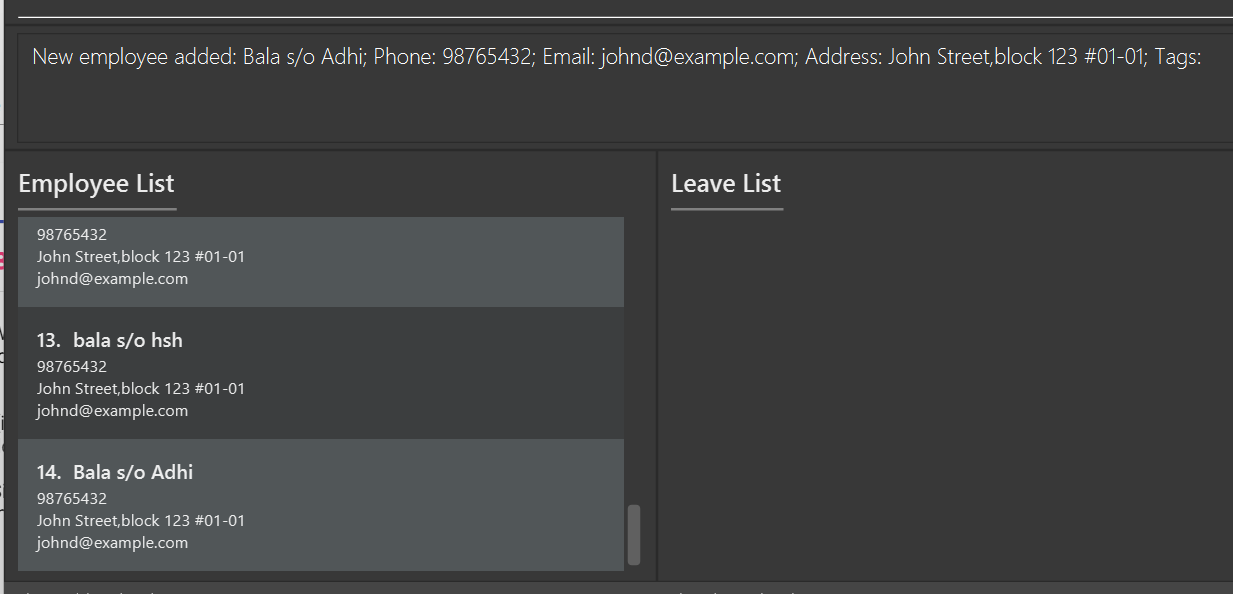 New employee added: Bala s/o Adhi; Phone: 98765432; Email: johnd@example.com; Address: John Street,block 123 #01-01; Tags:
Employee List
98765432
John Street,block 123 #01-01
johnd@example.com
13. bala s/o hsh
98765432
John Street,block 123 #01-01
johnd@example.com
14. Bala s/o Adhi
98765432
John Street,block 123 #01-01
johnd@example.com
Leave List